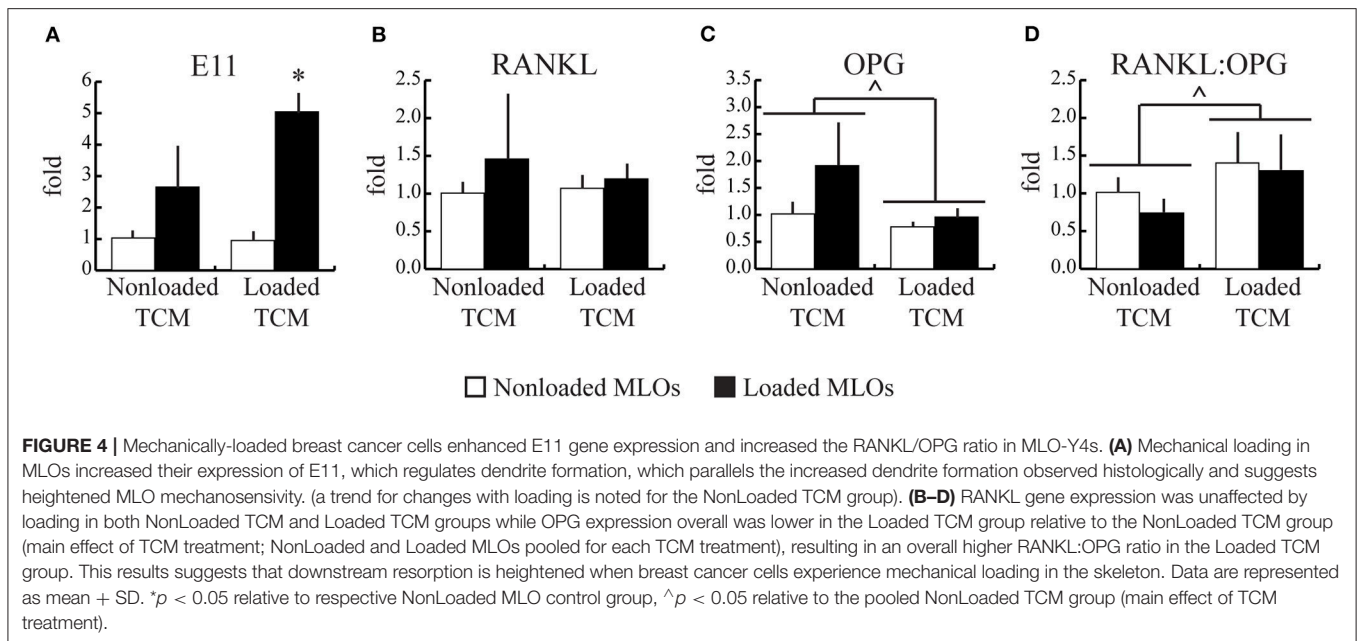 A
E11
*
6
5
4
3
2
1
0
fold
Nonloaded TCM
Loaded TCM
B
RANKL
2.5
2.0
1.5
1.0
0.5
0.0
fold
Nonloaded TCM
Loaded TCM
C
OPG
^
3.5
3.0
2.5
2.0
1.5
1.0
0.5
0.0
fold
Nonloaded TCM
Loaded TCM
D
RANKL:OPG
^
2.5
2.0
1.5
1.0
0.5
0.0
fold
Nonloaded TCM
Loaded TCM
Nonloaded MLOs Loaded MLOs
FIGURE 4 | Mechanically-loaded breast cancer cells enhanced E11 gene expression and increased the RANKL/OPG ratio in MLO-Y4s. (A) Mechanical loading in
MLOs increased their expression of E11, which regulates dendrite formation, which parallels the increased dendrite formation observed histologically and suggests
heightened MLO mechanosensivity. (a trend for changes with loading is noted for the NonLoaded TCM group). (B–D) RANKL gene expression was unaffected by
loading in both NonLoaded TCM and Loaded TCM groups while OPG expression overall was lower in the Loaded TCM group relative to the NonLoaded TCM group
(main effect of TCM treatment; NonLoaded and Loaded MLOs pooled for each TCM treatment), resulting in an overall higher RANKL:OPG ratio in the Loaded TCM
group. This results suggests that downstream resorption is heightened when breast cancer cells experience mechanical loading in the skeleton. Data are represented
as mean + SD. *p < 0.05 relative to respective NonLoaded MLO control group, ^p < 0.05 relative to the pooled NonLoaded TCM group (main effect of TCM
treatment).